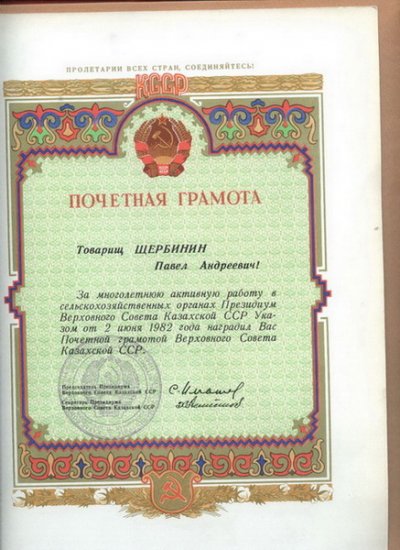 ПРОЛЕТАРИИ ВСЕХ СТРАН, СОЕДИНЯЙТЕСЬ!
КССР
ПОЧЕТНАЯ ГРАМОТА
Товарищ ЩЕРБИНИН
Павел Андреевич!
За многолетнюю активную работу в
сельскохозяйственных органах Президиум
Верховного Совета Казахской ССР Ука-
зом от 2 июня 1982 года наградил Вас
Почетной грамотой Верховного Совета
Казахской ССР.
Председатель Президиума
Верховного Совета Казахской ССР
Секретарь Президиума
Верховного Совета Казахской ССР